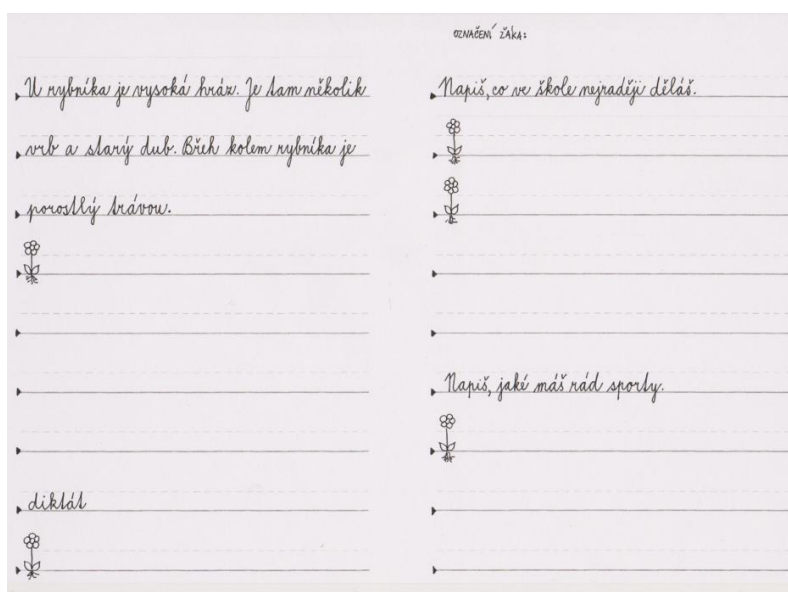 U rybníka je vysoká hráz. Je tam několik
vrb a starý dub. Břeh kolem rybníka je
porostlý trávou.
diktát
OZNAČENÍ ŽÁKA:
Napiš, co ve škole nejraději děláš.
Napiš, jaké máš rád sporty.